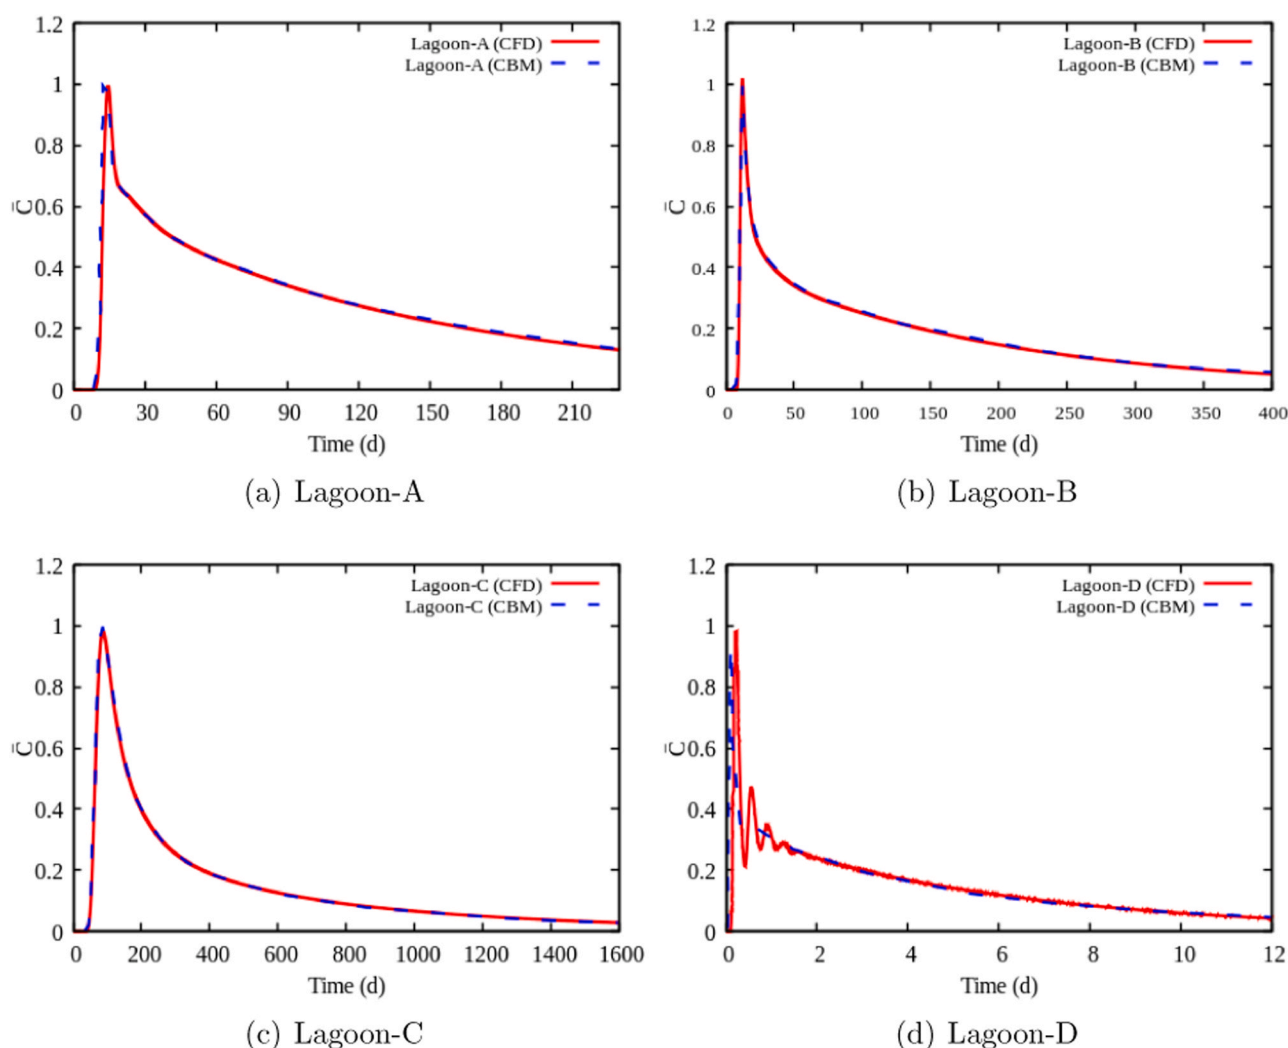 1.2
1
0.8
0.6
0.4
0.2
0
C̄
Lagoon-A (CFD)
Lagoon-A (CBM)
0 30 60 90 120 150 180 210
Time (d)
(a) Lagoon-A
1.2
1
0.8
0.6
0.4
0.2
0
C̄
Lagoon-B (CFD)
Lagoon-B (CBM)
0 50 100 150 200 250 300 350 400
Time (d)
(b) Lagoon-B
1.2
1
0.8
0.6
0.4
0.2
0
C̄
Lagoon-C (CFD)
Lagoon-C (CBM)
0 200 400 600 800 1000 1200 1400 1600
Time (d)
(c) Lagoon-C
1.2
1
0.8
0.6
0.4
0.2
0
C̄
Lagoon-D (CFD)
Lagoon-D (CBM)
0 2 4 6 8 10 12
Time (d)
(d) Lagoon-D